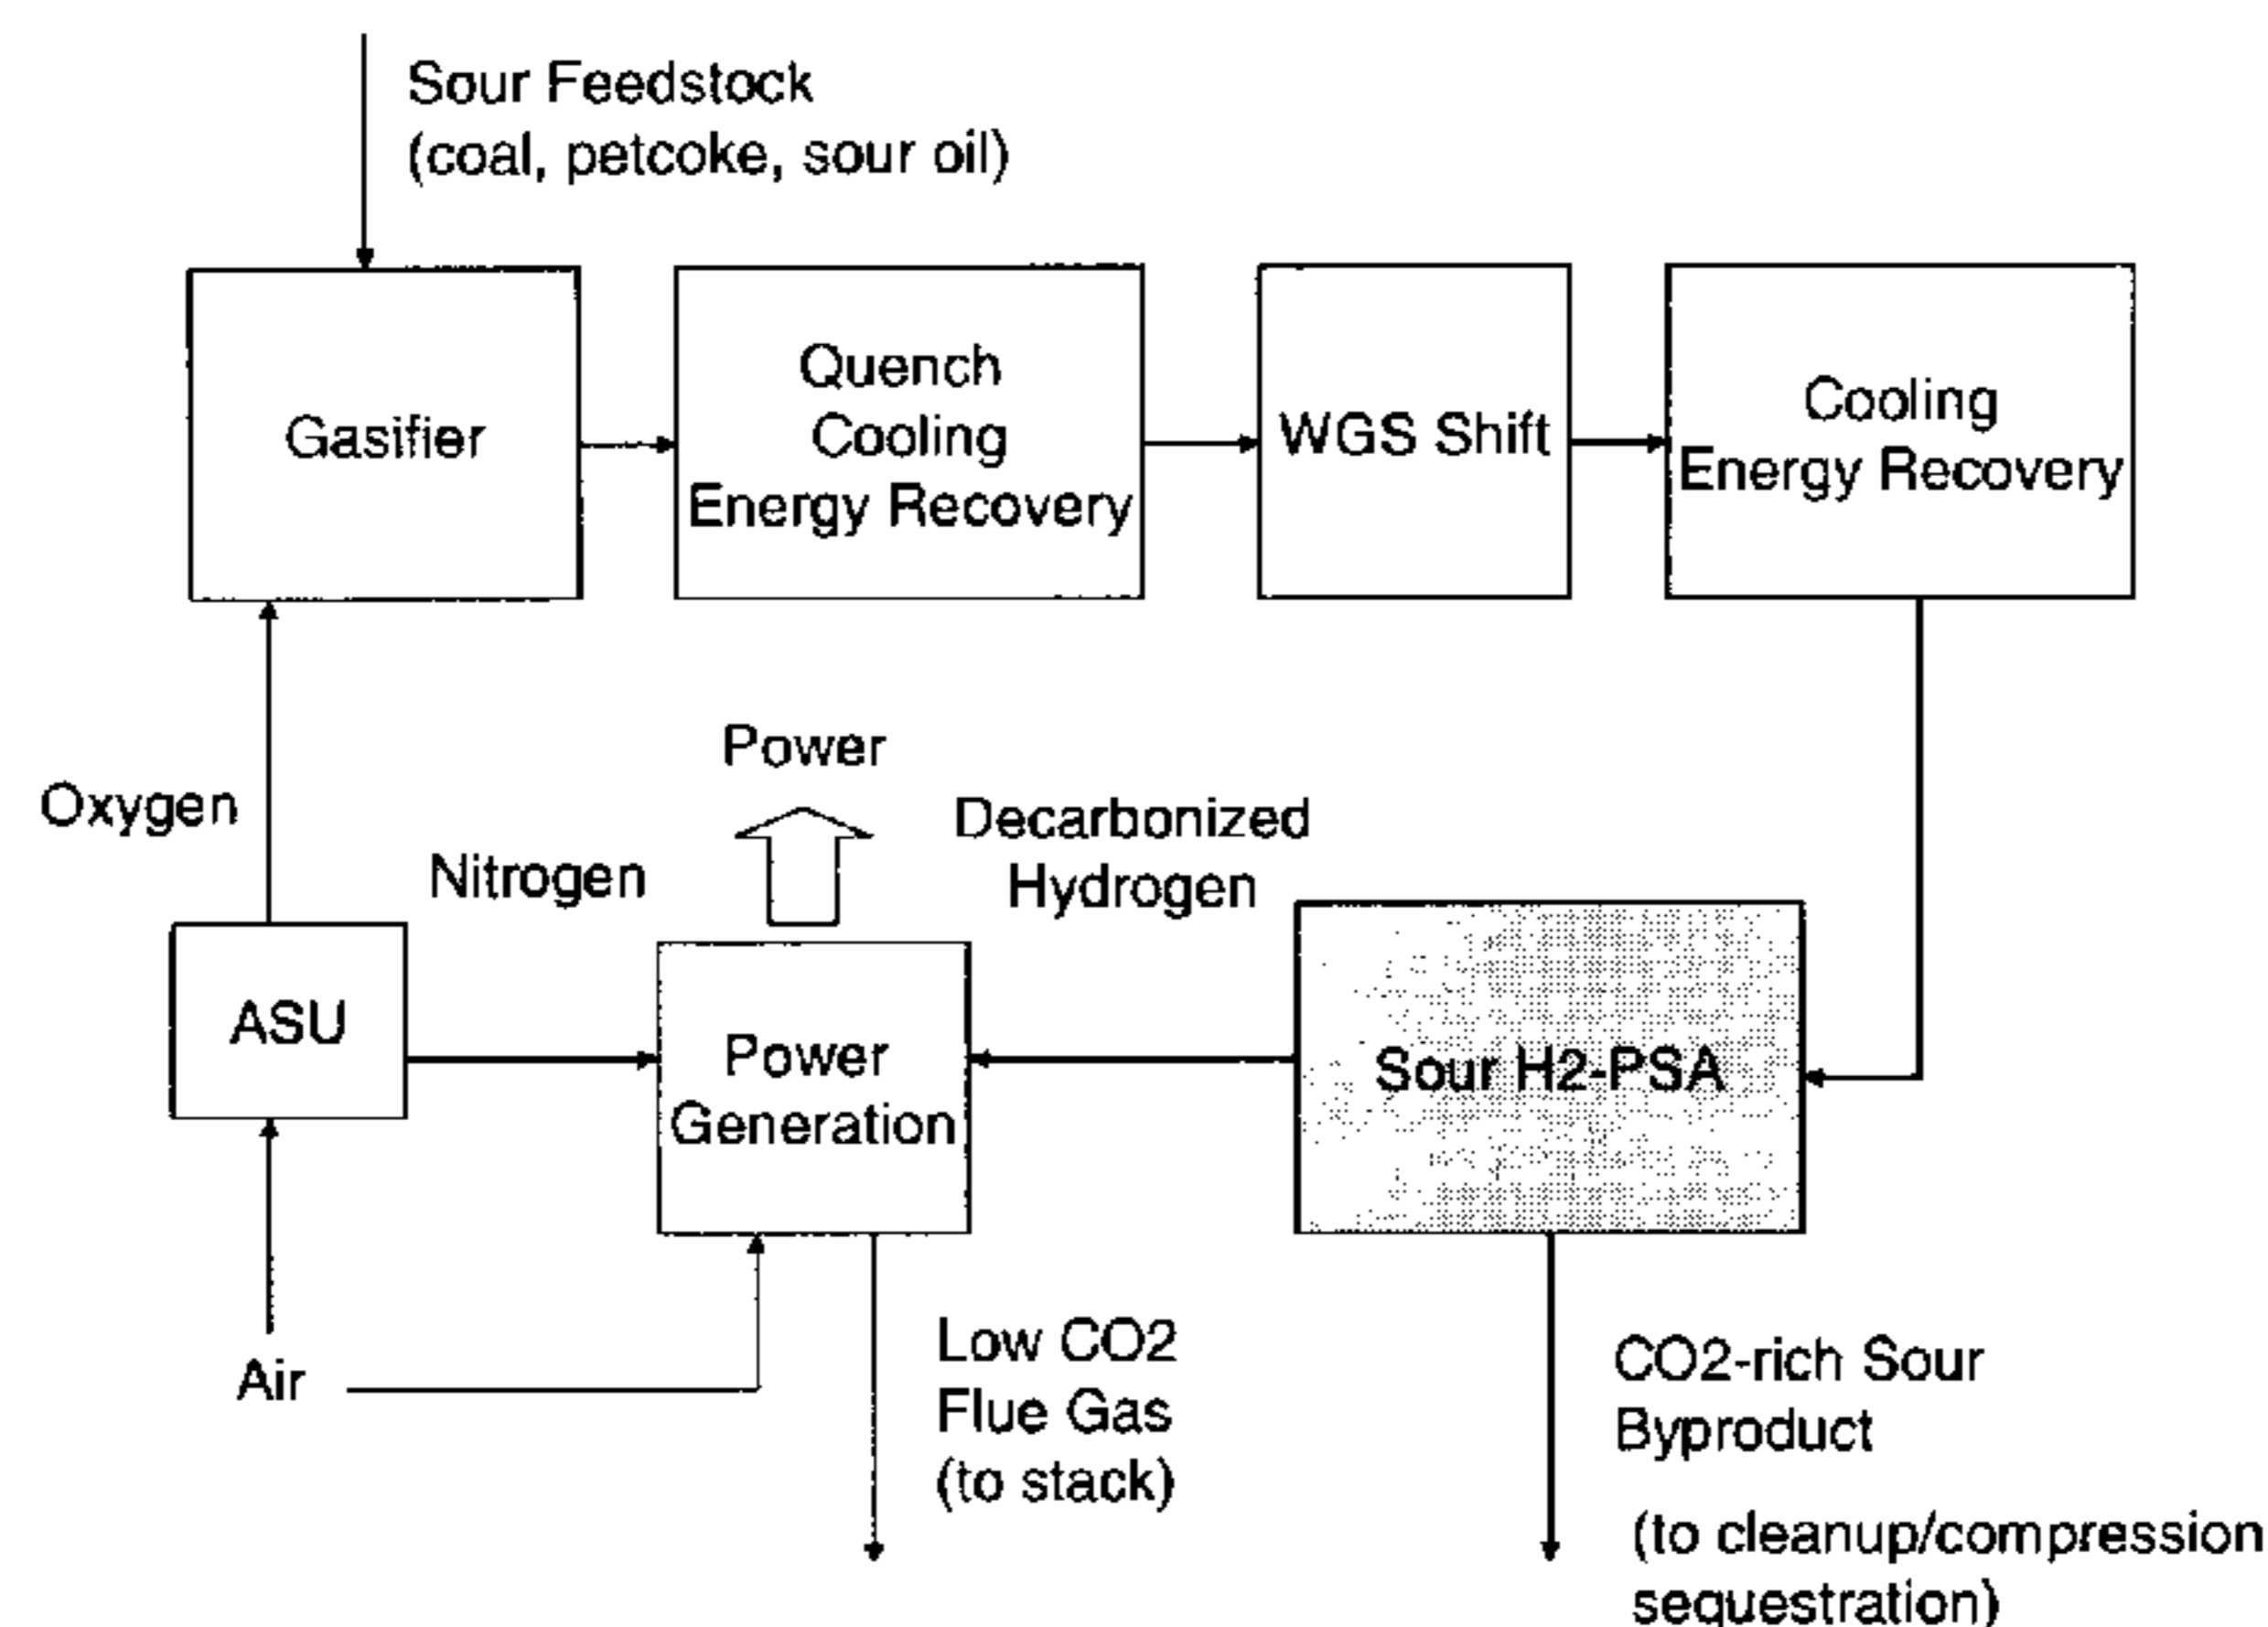 Sour Feedstock
(coal, petcoke, sour oil)
Gasifier
Quench
Cooling
Energy Recovery
WGS Shift
Cooling
Energy Recovery
Oxygen
Nitrogen
Power
Decarbonized
Hydrogen
ASU
Power
Generation
Sour H2-PSA
Air
Low CO2
Flue Gas
(to stack)
CO2-rich Sour
Byproduct
(to cleanup/compression
sequestration)